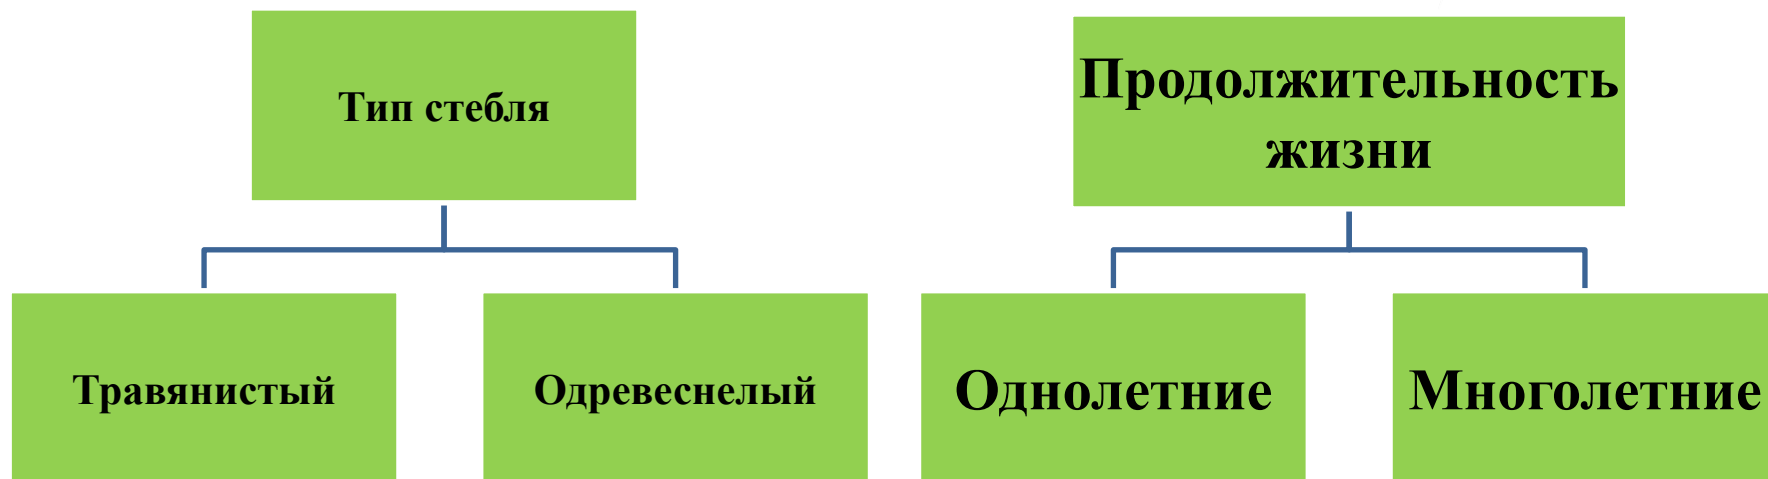 Тип стебля
Продолжительность
жизни
Травянистый
Одревеснелый
Однолетние
Многолетние